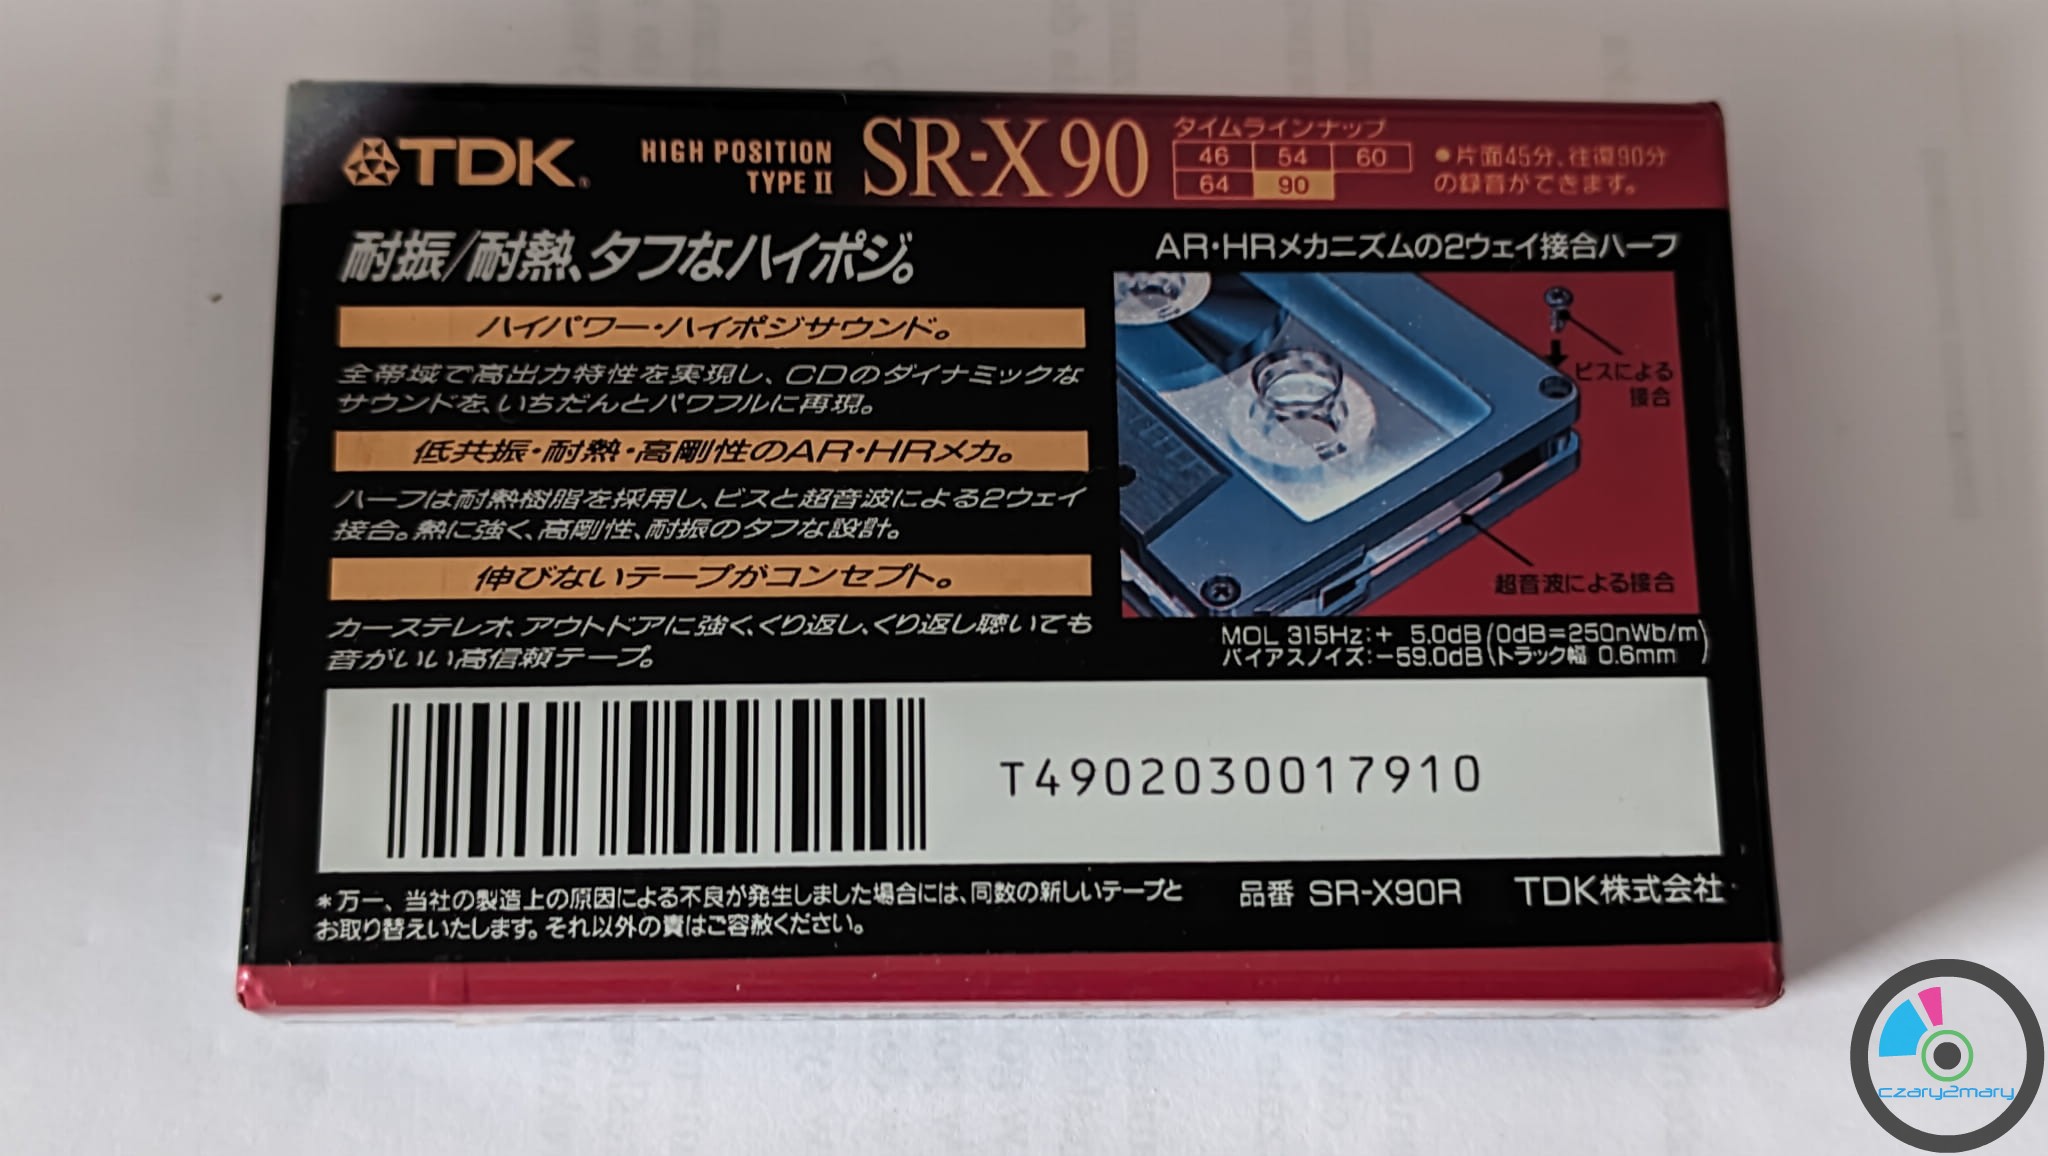 TDK®
HIGH POSITION
TYPE II
SR-X 90
タイムラインナップ
46 54 60
64 90
●片面45分、往復90分
の録音ができます。
耐振/耐熱、タフなハイポジ。
ハイパワー・ハイポジサウンド。
全帯域で高出力特性を実現し、CDのダイナミックな
サウンドを、いちだんとパワフルに再現。
低共振・耐熱・高剛性のAR・HRメカ。
ハーフは耐熱樹脂を採用し、ビスと超音波による2ウェイ
接合。熱に強く、高剛性、耐振のタフな設計。
伸びないテープがコンセプト。
カーステレオ、アウトドアに強く、くり返し、くり返し聴いても
音がいい高信頼テープ。
AR・HRメカニズムの2ウェイ接合ハーフ
ビスによる
接合
超音波による接合
MOL 315Hz:+ 5.0dB(0dB=250nWb/m)
バイアスノイズ:−59.0dB(トラック幅 0.6mm)
T4902030017910
*万一、当社の製造上の原因による不良が発生しました場合には、同数の新しいテープと
お取り替えいたします。それ以外の責はご容赦ください。
品番 SR-X90R TDK株式会社
czary2mary